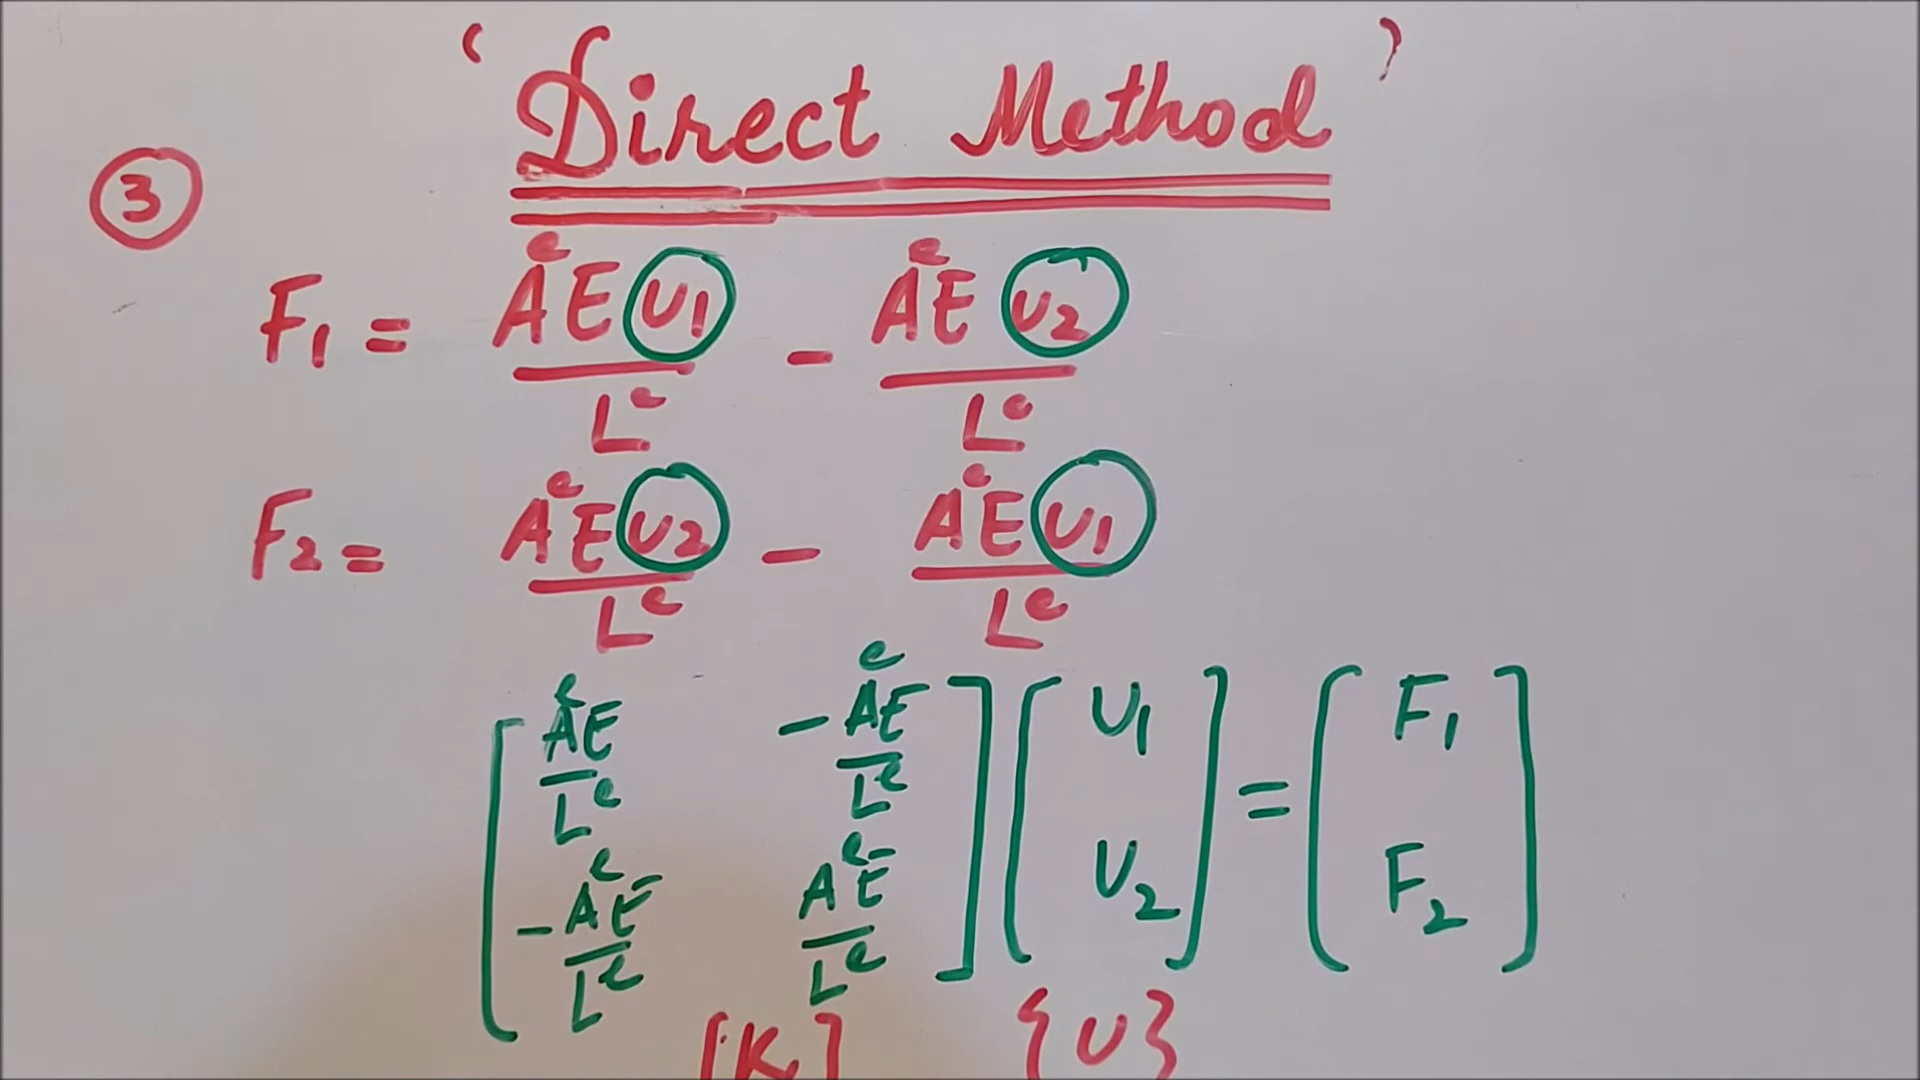 ' Direct Method '
③
F₁ = AᵉE U₁ / Lᵉ - AᵉE U₂ / Lᵉ
F₂ = AᵉE U₂ / Lᵉ - AᵉE U₁ / Lᵉ
[ AᵉE / Lᵉ   - AᵉE / Lᵉ ] [ U₁ ] = [ F₁ ]
[ - AᵉE / Lᵉ   AᵉE / Lᵉ ] [ U₂ ]   [ F₂ ]
[K] {U}